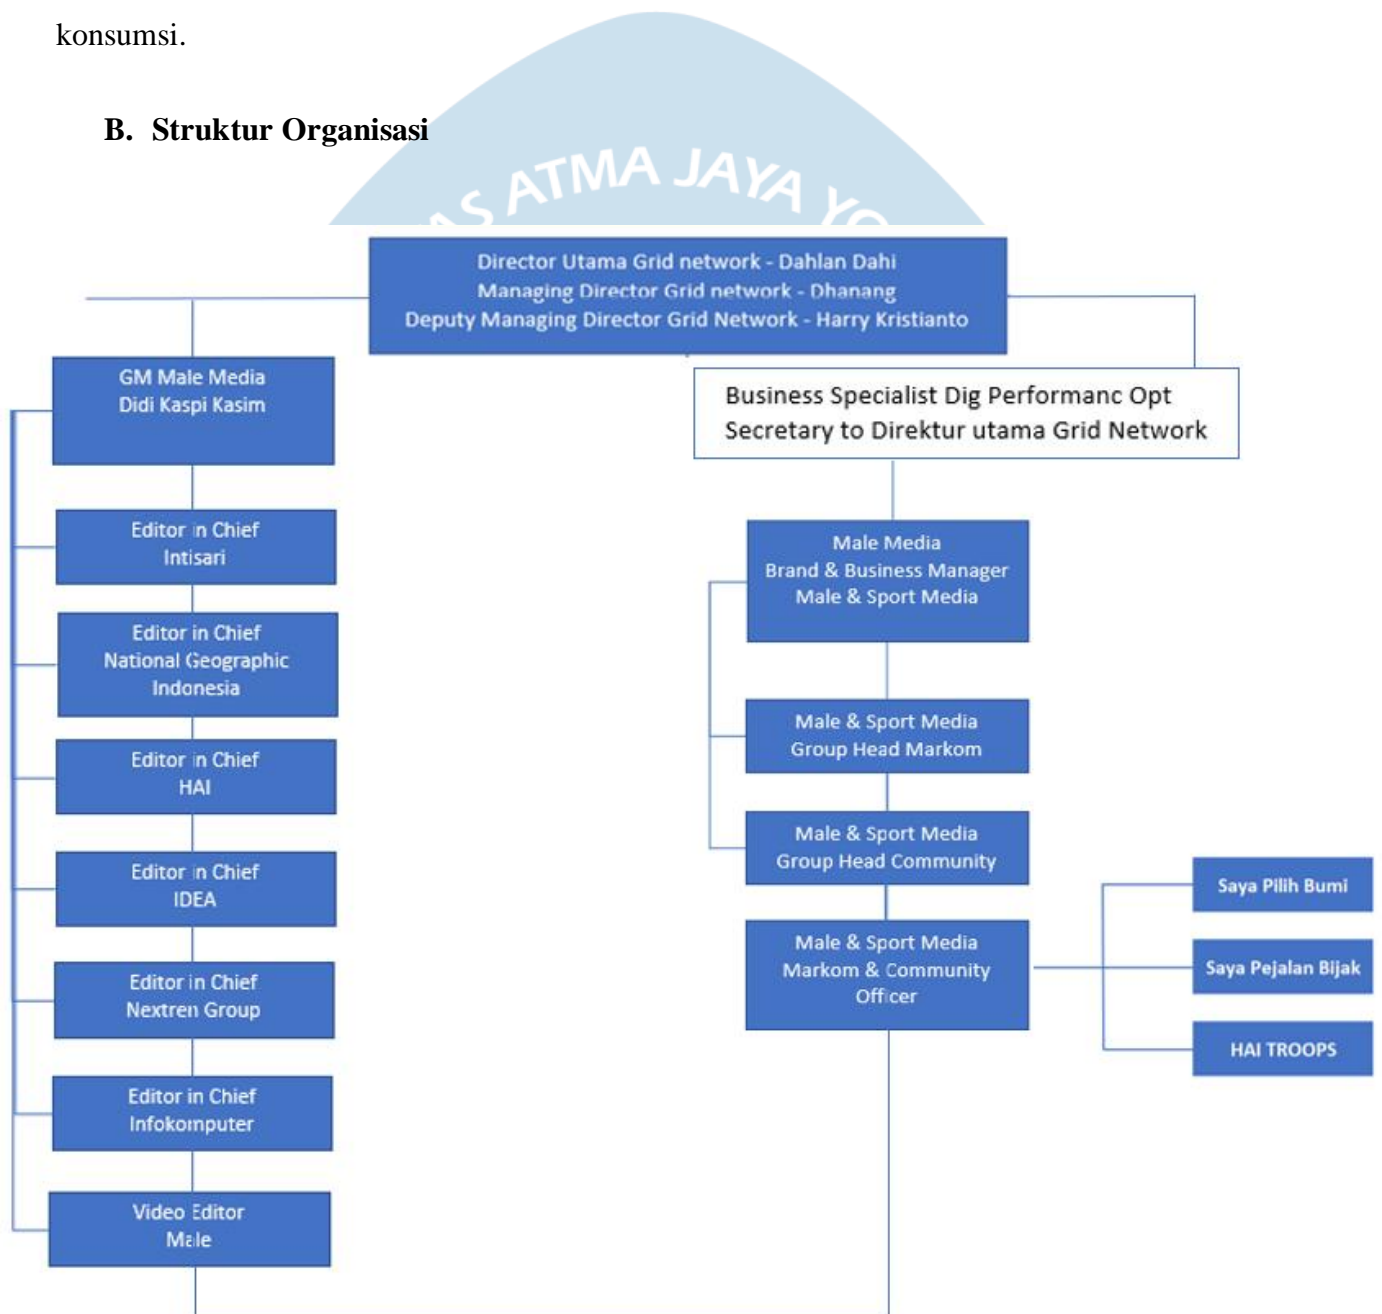 konsumsi.
B. Struktur Organisasi
AS ATMA JAYA YO
Director Utama Grid network - Dahlan Dahi
Managing Director Grid network - Dhanang
Deputy Managing Director Grid Network - Harry Kristianto
GM Male Media
Didi Kaspi Kasim
Editor in Chief
Intisari
Editor in Chief
National Geographic
Indonesia
Editor in Chief
HAI
Editor in Chief
IDEA
Editor in Chief
Nextren Group
Editor in Chief
Infokomputer
Video Editor
Male
Business Specialist Dig Performanc Opt
Secretary to Direktur utama Grid Network
Male Media
Brand & Business Manager
Male & Sport Media
Male & Sport Media
Group Head Markom
Male & Sport Media
Group Head Community
Male & Sport Media
Markom & Community
Officer
Saya Pilih Bumi
Saya Pejalan Bijak
HAI TROOPS